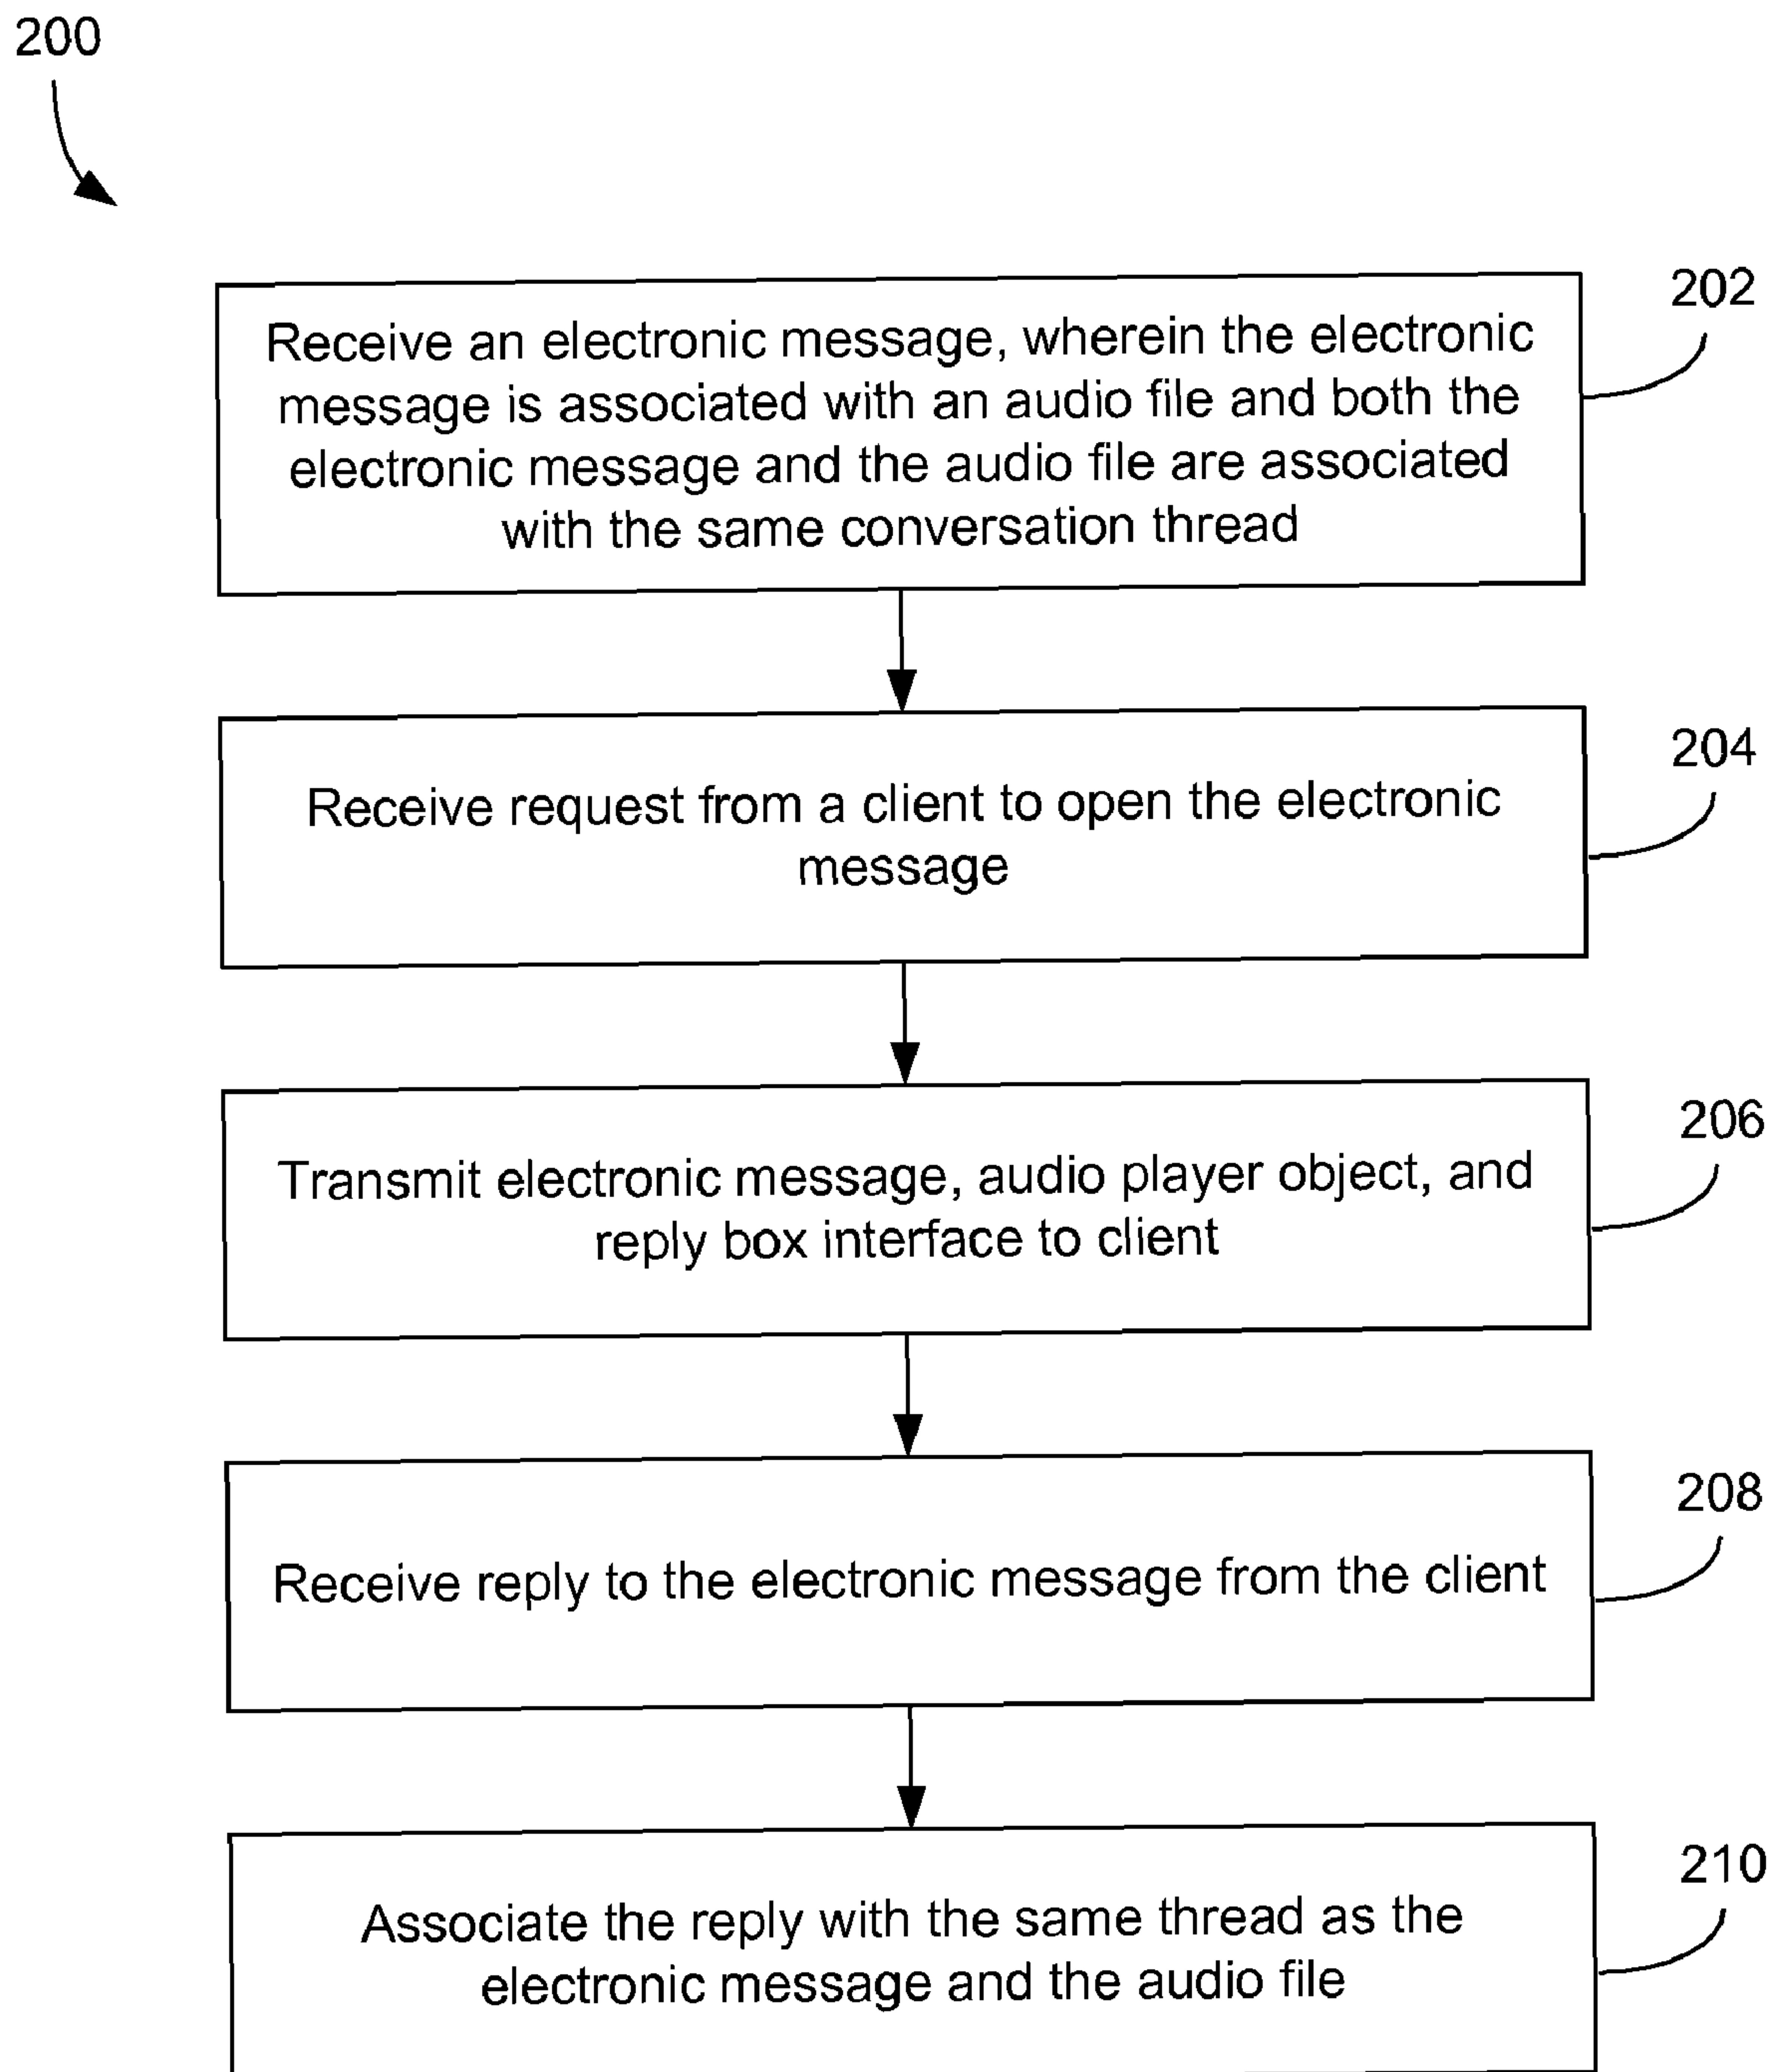 200
202
Receive an electronic message, wherein the electronic
message is associated with an audio file and both the
electronic message and the audio file are associated
with the same conversation thread
204
Receive request from a client to open the electronic
message
206
Transmit electronic message, audio player object, and
reply box interface to client
208
Receive reply to the electronic message from the client
210
Associate the reply with the same thread as the
electronic message and the audio file